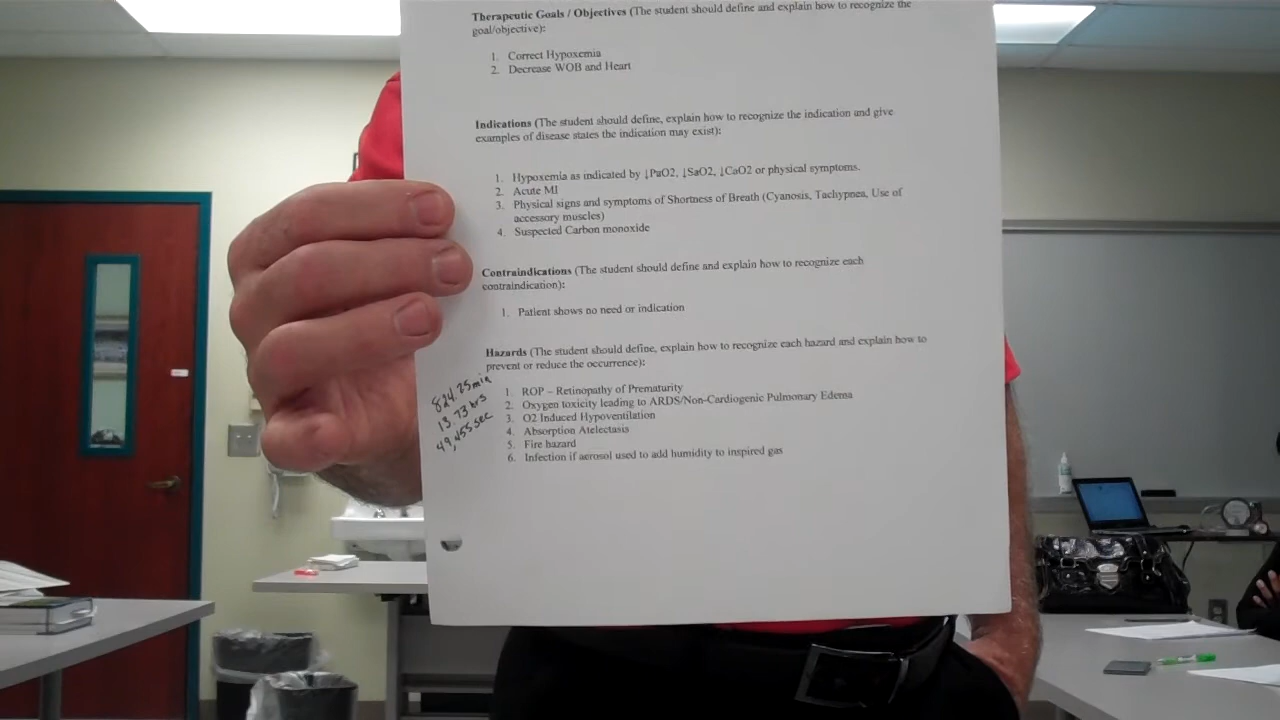 Therapeutic Goals / Objectives (The student should define and explain how to recognize the
goal/objective):
1. Correct Hypoxemia
2. Decrease WOB and Heart
Indications (The student should define, explain how to recognize the indication and give
examples of disease states the indication may exist):
1. Hypoxemia as indicated by ↓PaO2, ↓SaO2, ↓CaO2 or physical symptoms.
2. Acute MI
3. Physical signs and symptoms of Shortness of Breath (Cyanosis, Tachypnea, Use of
accessory muscles)
4. Suspected Carbon monoxide
Contraindications (The student should define and explain how to recognize each
contraindication):
1. Patient shows no need or indication
Hazards (The student should define, explain how to recognize each hazard and explain how to
prevent or reduce the occurrence):
1. ROP – Retinopathy of Prematurity
2. Oxygen toxicity leading to ARDS/Non-Cardiogenic Pulmonary Edema
3. O2 Induced Hypoventilation
4. Absorption Atelectasis
5. Fire hazard
6. Infection if aerosol used to add humidity to inspired gas
824.25 min
13.73 hrs
49,455 sec